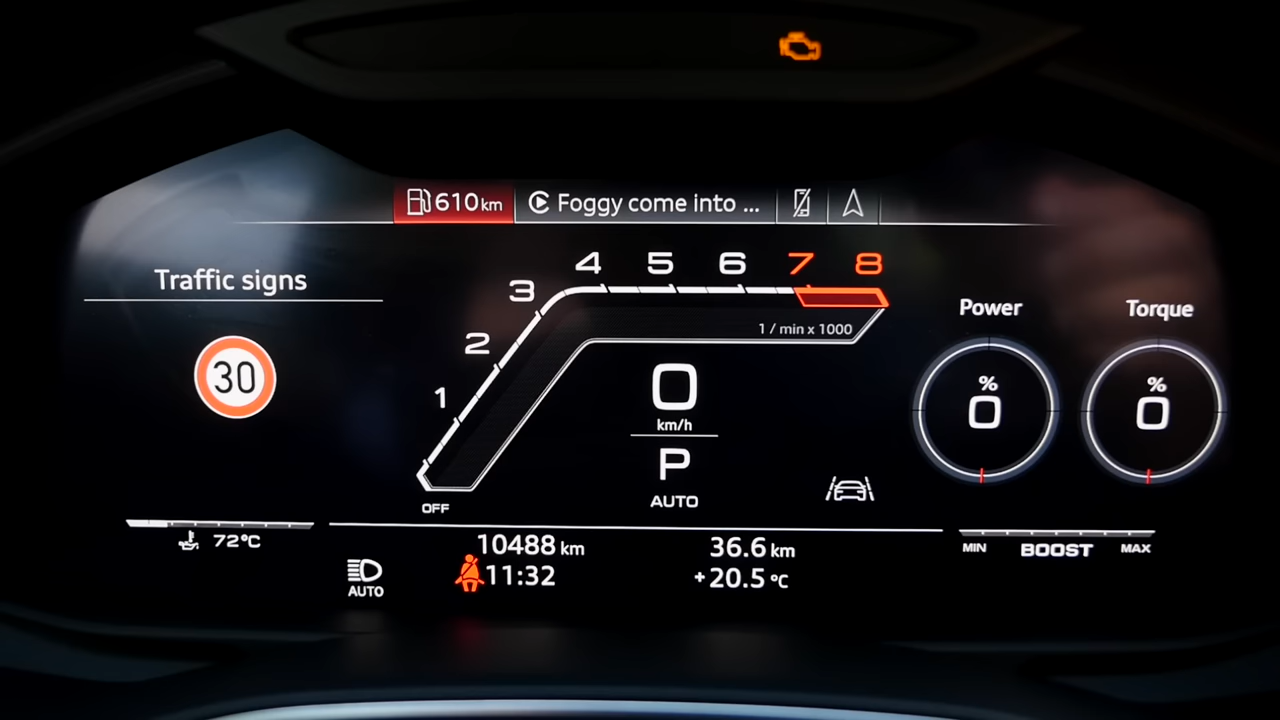 610 km
Foggy come into ...
Traffic signs
30
1
2
3
4
5
6
7
8
1 / min x 1000
OFF
0
km/h
P
AUTO
Power
%
0
Torque
%
0
72°C
AUTO
10488 km
11:32
36.6 km
+20.5 °C
MIN BOOST MAX